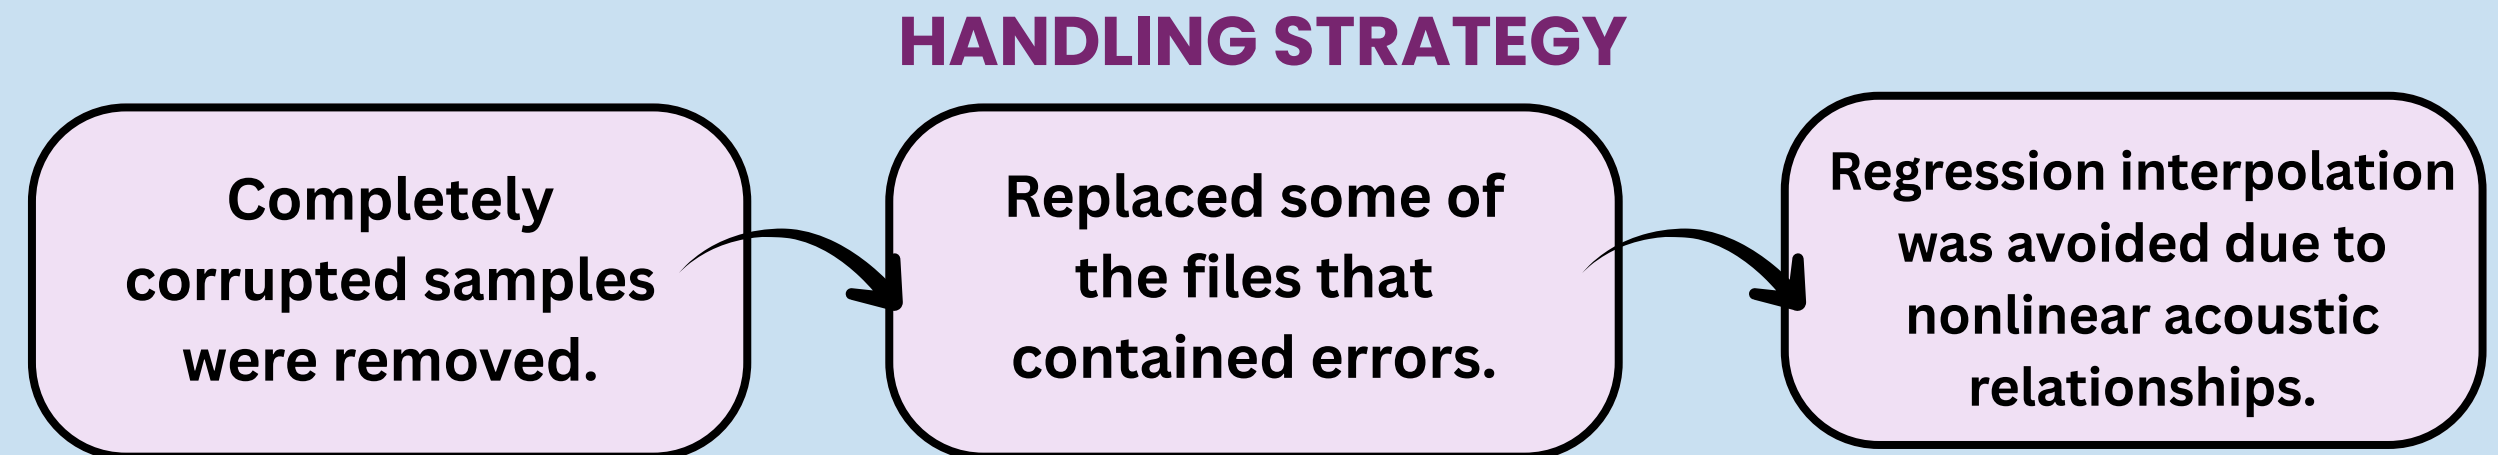 HANDLING STRATEGY
Completely
corrupted samples
were removed.
Replaced some of
the files that
contained errors.
Regression interpolation
was avoided due to
nonlinear acoustic
relationships.